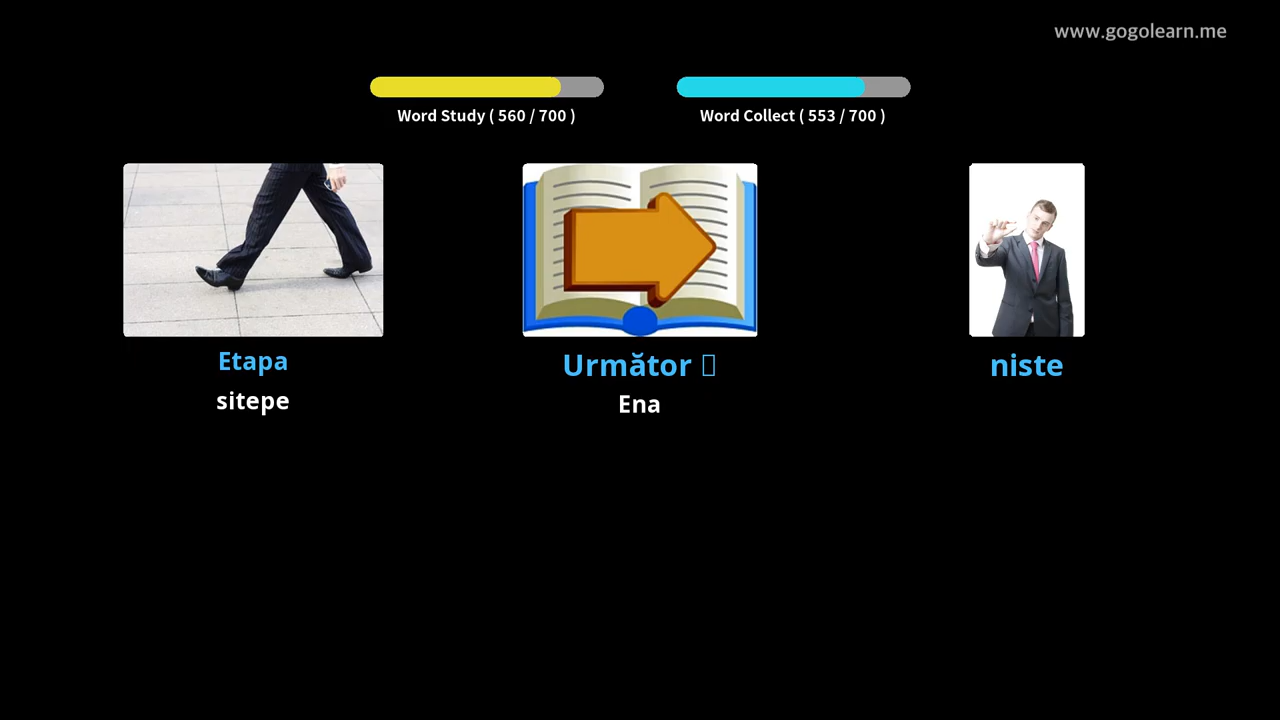 www.gogolearn.me
Word Study ( 560 / 700 )
Word Collect ( 553 / 700 )
Etapa
sitepe
Următor
Ena
niste